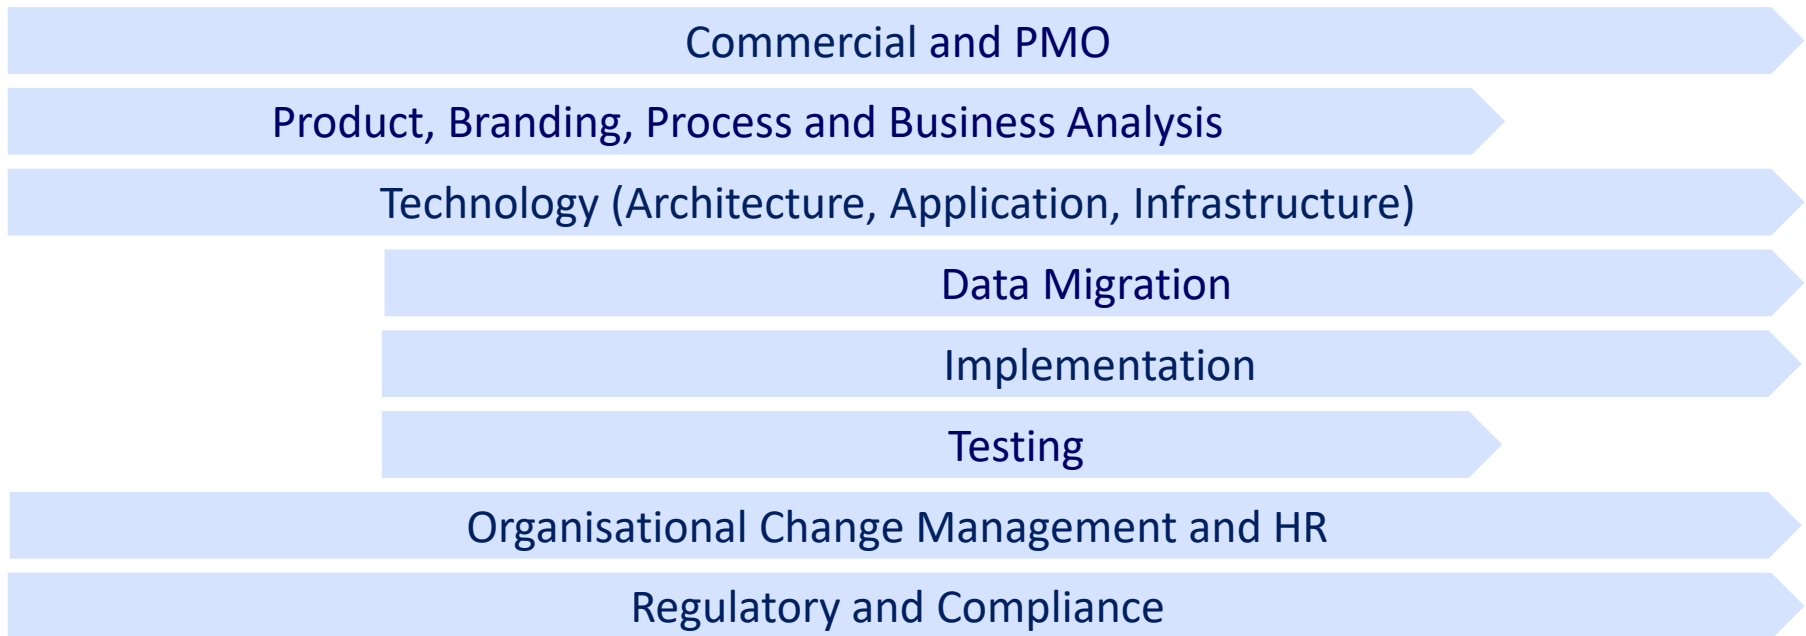 Commercial and PMO
Product, Branding, Process and Business Analysis
Technology (Architecture, Application, Infrastructure)
Data Migration
Implementation
Testing
Organisational Change Management and HR
Regulatory and Compliance